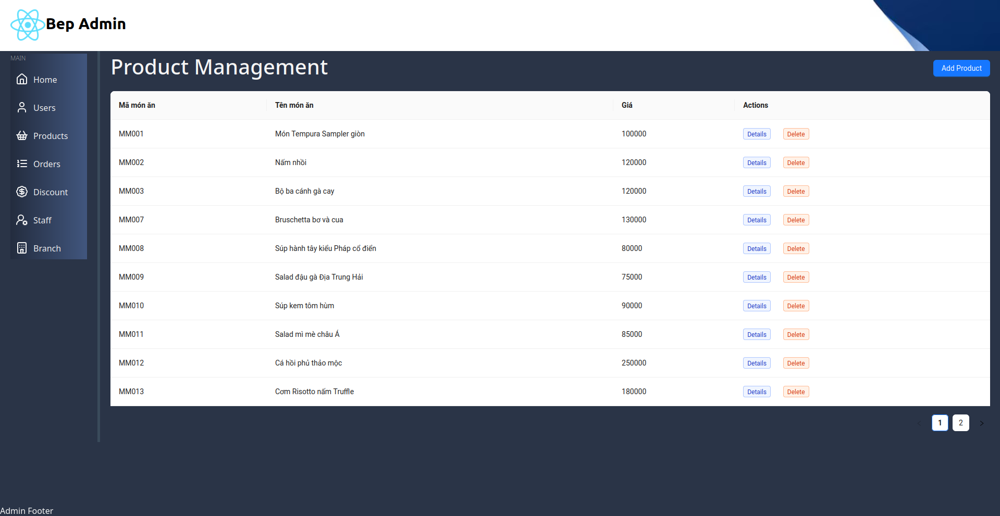 Bep Admin
MAIN
Home
Users
Products
Orders
Discount
Staff
Branch
Product Management
Add Product
Mã món ăn Tên món ăn Giá Actions
MM001 Món Tempura Sampler giòn 100000 Details Delete
MM002 Nấm nhồi 120000 Details Delete
MM003 Bộ ba cánh gà cay 120000 Details Delete
MM007 Bruschetta bơ và cua 130000 Details Delete
MM008 Súp hành tây kiểu Pháp cổ điển 80000 Details Delete
MM009 Salad đậu gà Địa Trung Hải 75000 Details Delete
MM010 Súp kem tôm hùm 90000 Details Delete
MM011 Salad mì mè châu Á 85000 Details Delete
MM012 Cá hồi phủ thảo mộc 250000 Details Delete
MM013 Cơm Risotto nấm Truffle 180000 Details Delete
1 2
Admin Footer